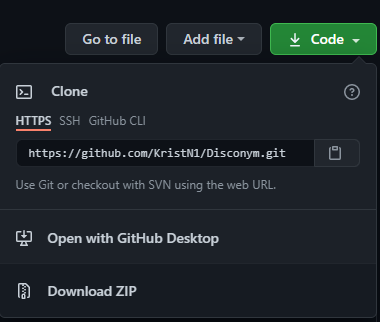 Go to file Add file Code
Clone
HTTPS SSH GitHub CLI
https://github.com/KristN1/Disconym.git
Use Git or checkout with SVN using the web URL.
Open with GitHub Desktop
Download ZIP